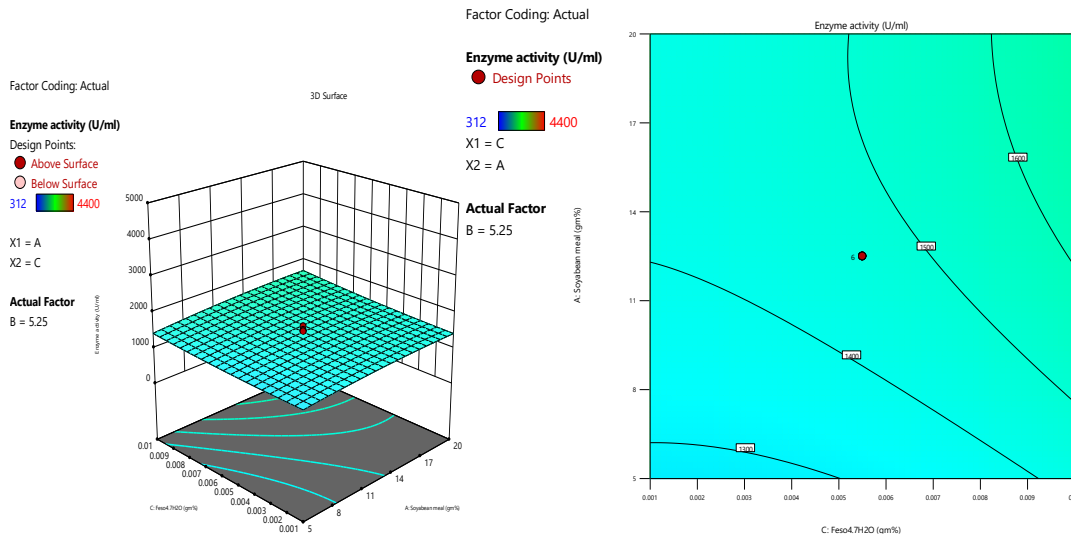 Factor Coding: Actual
Enzyme activity (U/ml)
Design Points:
Above Surface
Below Surface
312 4400
X1 = A
X2 = C
Actual Factor
B = 5.25
3D Surface
Enzyme activity (U/ml)
5000
4000
3000
2000
1000
0
0.01
0.009
0.008
0.007
0.006
0.005
0.004
0.003
0.002
0.001
C: Feso4.7H2O (gm%)
5
8
11
14
17
20
A: Soyabean meal (gm%)
Factor Coding: Actual
Enzyme activity (U/ml)
Design Points
312 4400
X1 = C
X2 = A
Actual Factor
B = 5.25
Enzyme activity (U/ml)
A: Soyabean meal (gm%)
20
17
14
11
8
5
1600
1500
6
1400
1300
0.001 0.002 0.003 0.004 0.005 0.006 0.007 0.008 0.009
C: Feso4.7H2O (gm%)